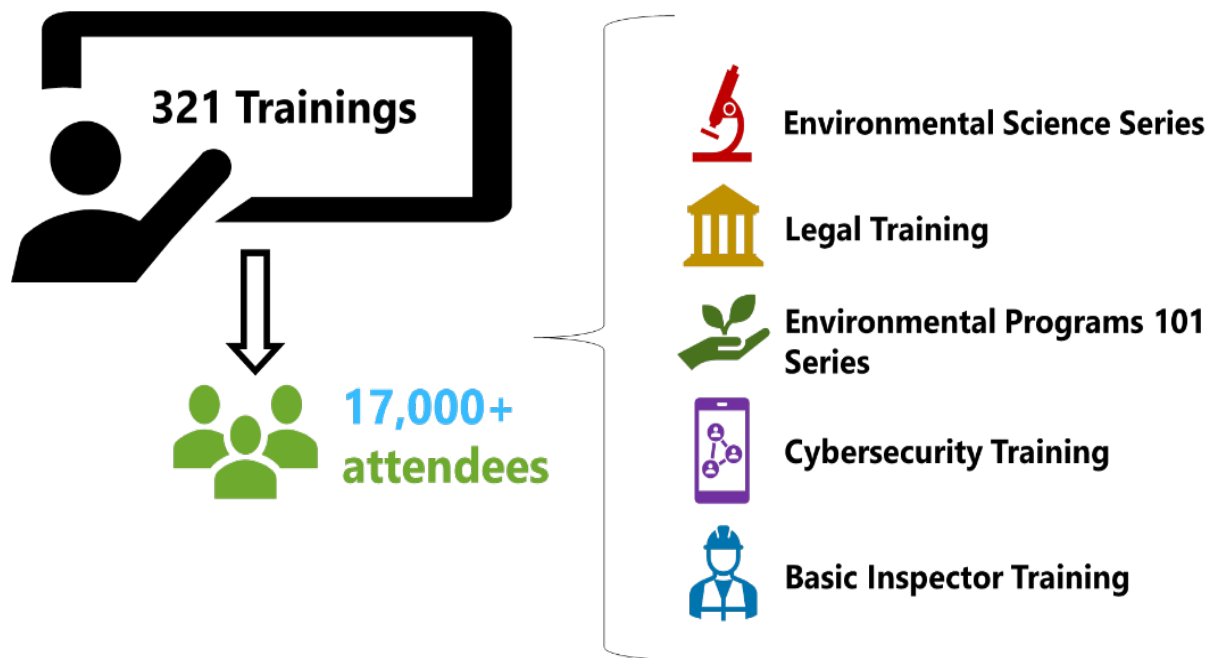 321 Trainings
17,000+
attendees
Environmental Science Series
Legal Training
Environmental Programs 101
Series
Cybersecurity Training
Basic Inspector Training